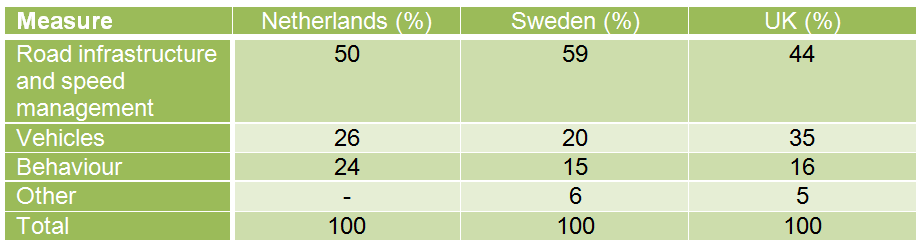 Measure Netherlands (%) Sweden (%) UK (%)
Road infrastructure 50 59 44
and speed
management
Vehicles 26 20 35
Behaviour 24 15 16
Other - 6 5
Total 100 100 100